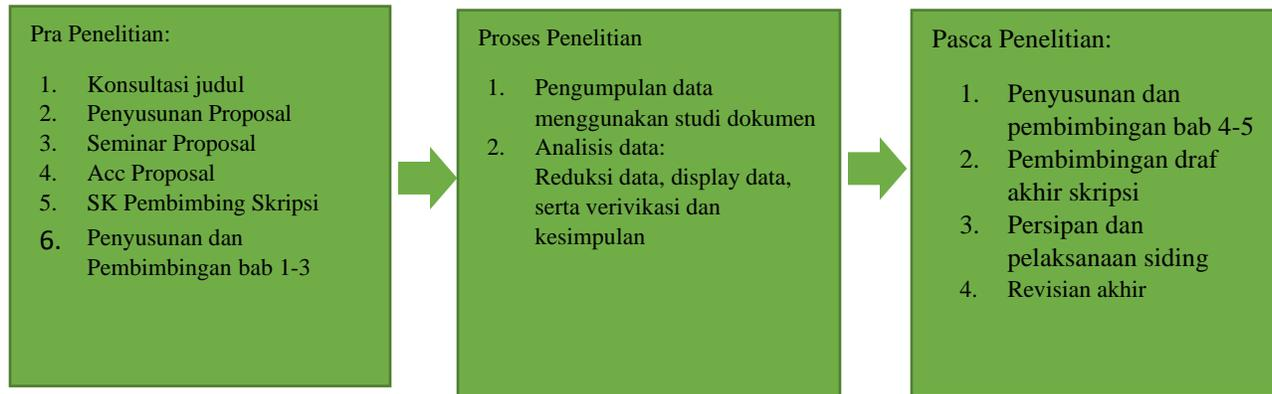 Pra Penelitian:
1. Konsultasi judul
2. Penyusunan Proposal
3. Seminar Proposal
4. Acc Proposal
5. SK Pembimbing Skripsi
6. Penyusunan dan
Pembimbingan bab 1-3
Proses Penelitian
1. Pengumpulan data
menggunakan studi dokumen
2. Analisis data:
Reduksi data, display data,
serta verivikasi dan
kesimpulan
Pasca Penelitian:
1. Penyusunan dan
pembimbingan bab 4-5
2. Pembimbingan draf
akhir skripsi
3. Persipan dan
pelaksanaan siding
4. Revisian akhir